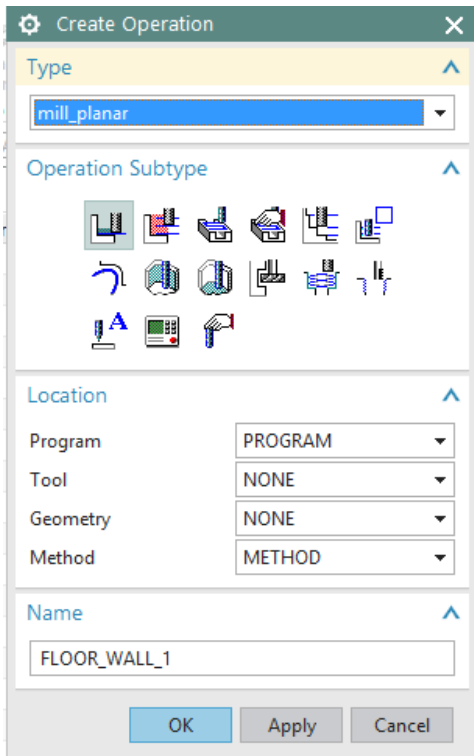 Create Operation
Type
mill_planar
Operation Subtype
A
Location
Program PROGRAM
Tool NONE
Geometry NONE
Method METHOD
Name
FLOOR_WALL_1
OK Apply Cancel